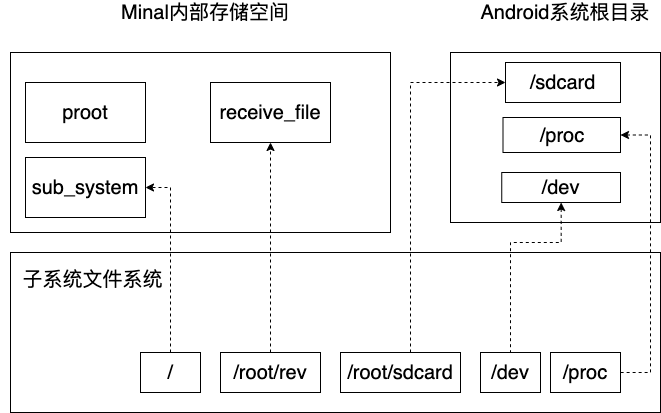 Minal内部存储空间
Android系统根目录
proot
receive_file
sub_system
/sdcard
/proc
/dev
子系统文件系统
/
/root/rev
/root/sdcard
/dev
/proc